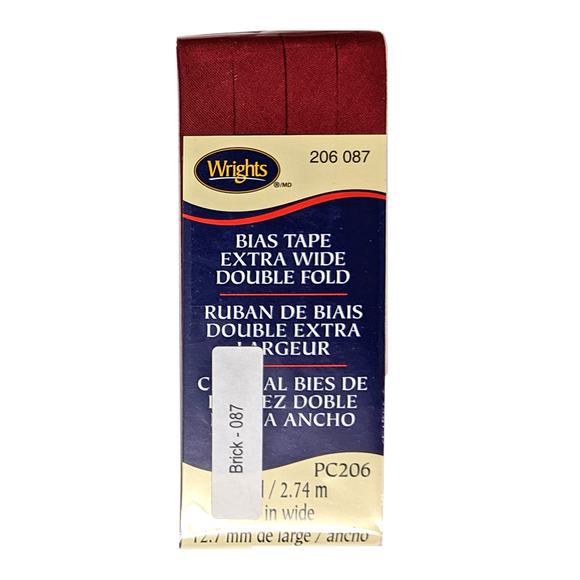 Wrights
®/MD
206 087
BIAS TAPE
EXTRA WIDE
DOUBLE FOLD
RUBAN DE BIAIS
DOUBLE EXTRA
LARGEUR
C AL BIES DE
EZ DOBLE
A ANCHO
Brick - 087
PC206
/ 2.74 m
in wide
12.7 mm de large / ancho